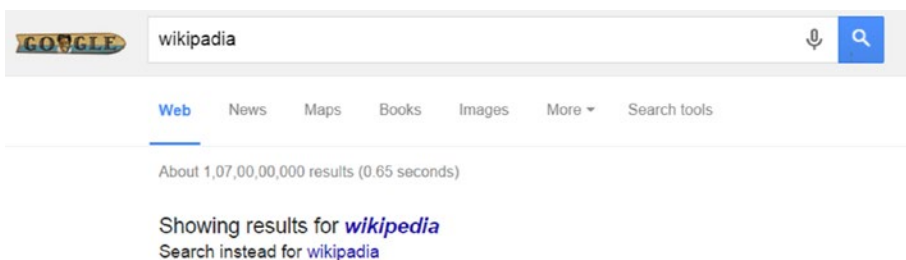 GOOGLE wikipadia
Web News Maps Books Images More Search tools
About 1,07,00,00,000 results (0.65 seconds)
Showing results for wikipedia
Search instead for wikipadia